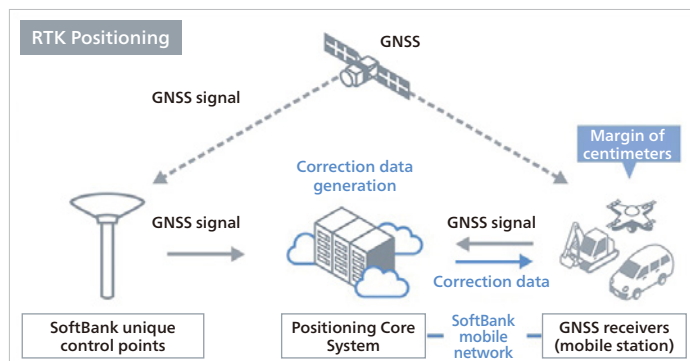 RTK Positioning
GNSS
GNSS signal
Margin of
centimeters
Correction data
generation
GNSS signal
GNSS signal
Correction data
SoftBank unique
control points
Positioning Core
System
SoftBank
mobile
network
GNSS receivers
(mobile station)